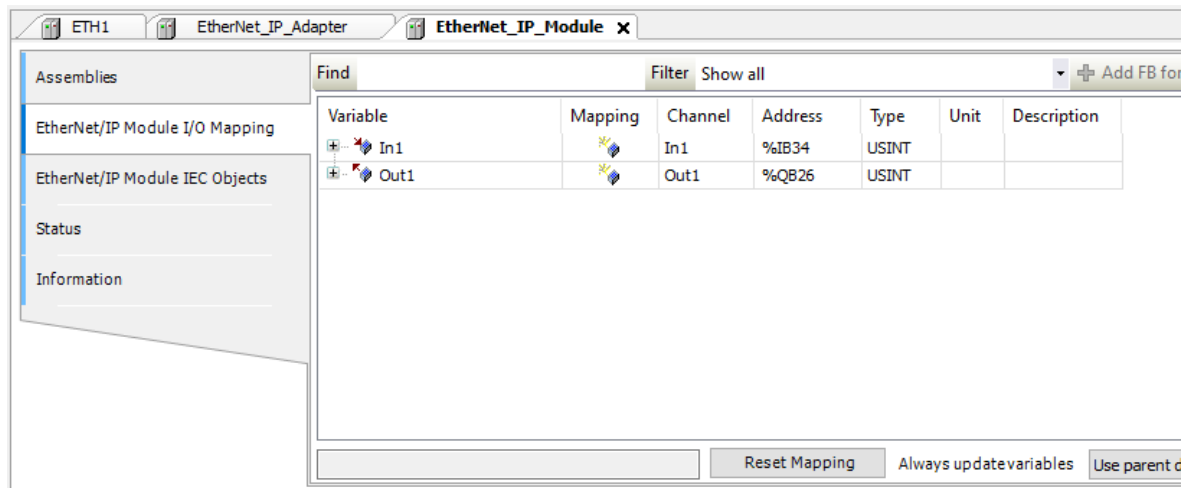 ETH1 EtherNet_IP_Adapter EtherNet_IP_Module x
Assemblies
EtherNet/IP Module I/O Mapping
EtherNet/IP Module IEC Objects
Status
Information
Find Filter Show all Add FB for
Variable Mapping Channel Address Type Unit Description
In1 In1 %IB34 USINT
Out1 Out1 %QB26 USINT
Reset Mapping Always update variables Use parent d